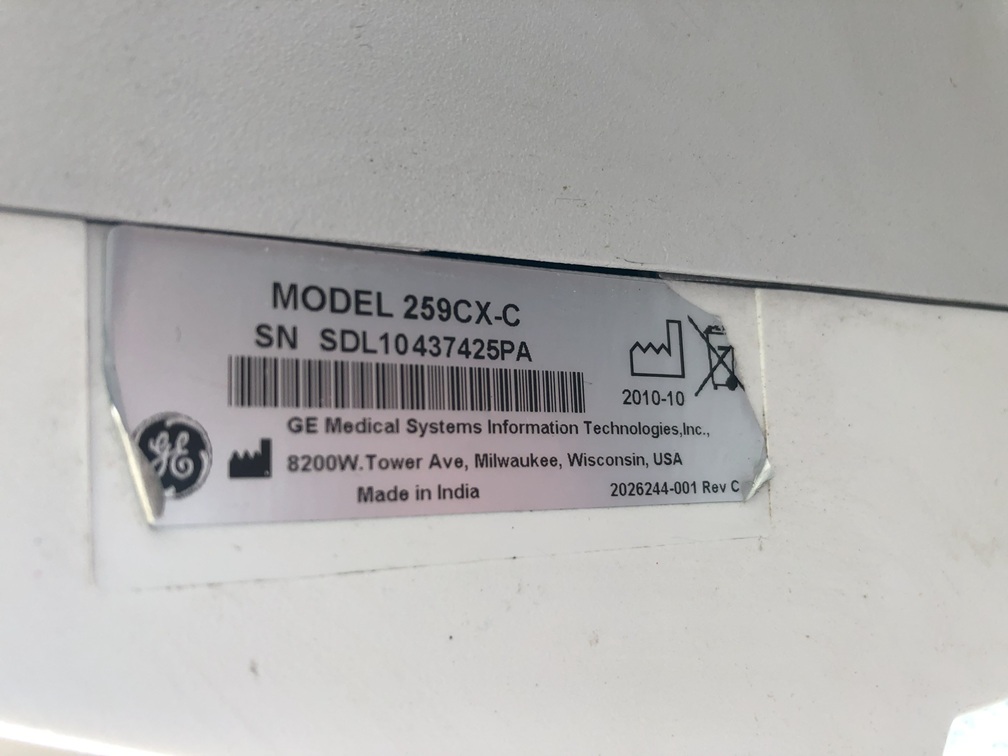 MODEL 259CX-C
SN SDL10437425PA
2010-10
GE
GE Medical Systems Information Technologies,Inc.,
8200W.Tower Ave, Milwaukee, Wisconsin, USA
Made in India
2026244-001 Rev C